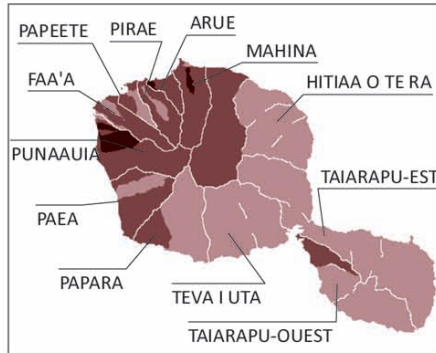 PAPEETE
PIRAE
ARUE
MAHINA
FAA'A
HITIAA O TE RA
PUNAAUIA
TAIARAPU-EST
PAEA
PAPARA
TEVA I UTA
TAIARAPU-OUEST